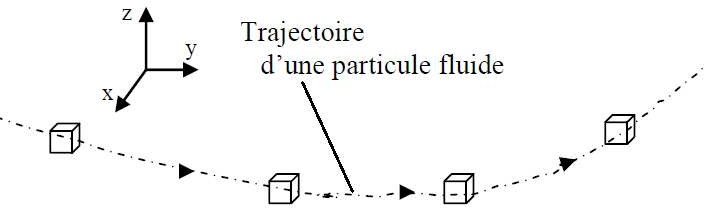 z
Trajectoire
y
d’une particule fluide
x